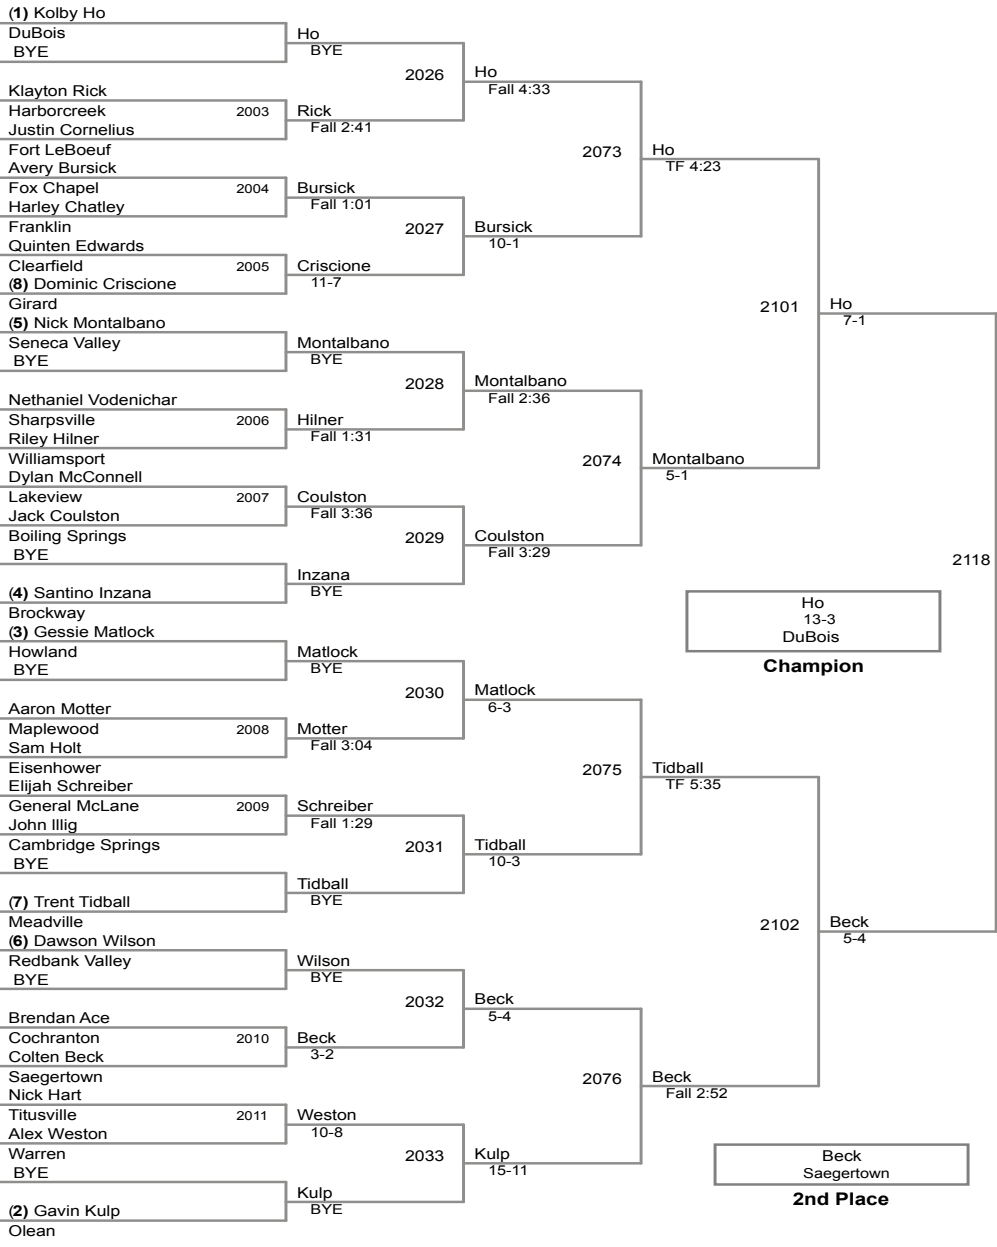 (1) Kolby Ho
DuBois
BYE
Klayton Rick
Harborcreek
2003
Justin Cornelius
Fort LeBoeuf
Avery Bursick
Fox Chapel
2004
Harley Chatley
Franklin
Quinten Edwards
Clearfield
2005
(8) Dominic Criscione
Girard
(5) Nick Montalbano
Seneca Valley
BYE
Nethaniel Vodenichar
Sharpsville
2006
Riley Hilner
Williamsport
Dylan McConnell
Lakeview
2007
Jack Coulston
Boiling Springs
BYE
(4) Santino Inzana
Brockway
(3) Gessie Matlock
Howland
BYE
Aaron Motter
Maplewood
2008
Sam Holt
Eisenhower
Elijah Schreiber
General McLane
2009
John Illig
Cambridge Springs
BYE
(7) Trent Tidball
Meadville
(6) Dawson Wilson
Redbank Valley
BYE
Brendan Ace
Cochranton
2010
Colten Beck
Saegertown
Nick Hart
Titusville
2011
Alex Weston
Warren
BYE
(2) Gavin Kulp
Olean
Ho
BYE
2026
Rick
Fall 2:41
Bursick
Fall 1:01
2027
Criscione
11-7
Montalbano
BYE
2028
Hilner
Fall 1:31
Coulston
Fall 3:36
2029
Inzana
BYE
Matlock
BYE
2030
Motter
Fall 3:04
Schreiber
Fall 1:29
2031
Tidball
BYE
Wilson
BYE
2032
Beck
3-2
Weston
10-8
2033
Kulp
BYE
Ho
Fall 4:33
2073
Bursick
10-1
Montalbano
Fall 2:36
2074
Coulston
Fall 3:29
Matlock
6-3
2075
Tidball
10-3
Beck
5-4
2076
Kulp
15-11
Ho
TF 4:23
2101
Montalbano
5-1
Tidball
TF 5:35
2102
Beck
Fall 2:52
Ho
7-1
2118
Beck
5-4
Ho
13-3
DuBois
Champion
Beck
Saegertown
2nd Place